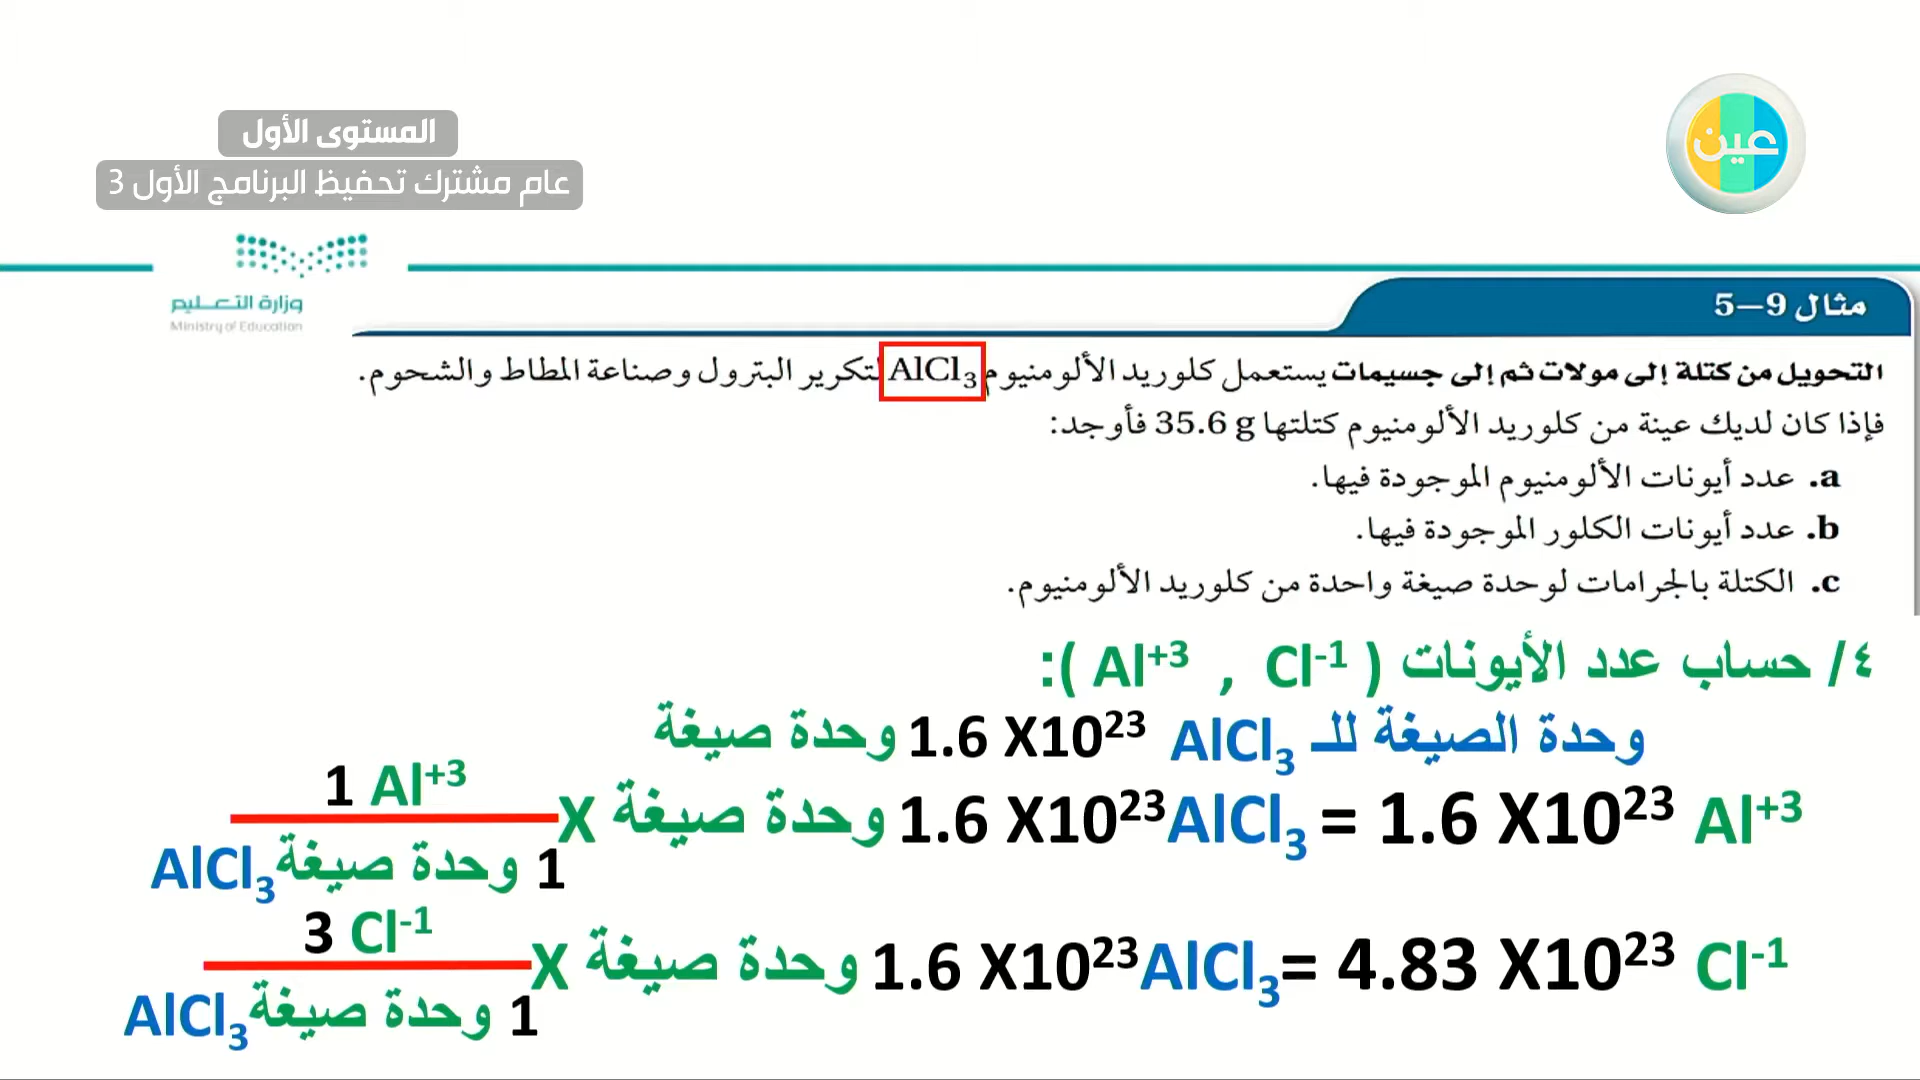 المستوى الأول
عام مشترك تحفيظ البرنامج الأول 3
عين
وزارة التعليم
Ministry of Education
مثال 9–5
التحويل من كتلة إلى مولات ثم إلى جسيمات يستعمل كلوريد الألومنيوم AlCl₃ لتكرير البترول وصناعة المطاط والشحوم.
فإذا كان لديك عينة من كلوريد الألومنيوم كتلتها 35.6 g فأوجد:
a. عدد أيونات الألومنيوم الموجودة فيها.
b. عدد أيونات الكلور الموجودة فيها.
c. الكتلة بالجرامات لوحدة صيغة واحدة من كلوريد الألومنيوم.
٤/ حساب عدد الأيونات ( Al⁺³ , Cl⁻¹ ):
وحدة الصيغة للـ AlCl₃ 1.6 X10²³ وحدة صيغة
1 Al⁺³
X وحدة صيغة 1.6 X10²³AlCl₃ = 1.6 X10²³ Al⁺³
1 وحدة صيغة AlCl₃
3 Cl⁻¹
X وحدة صيغة 1.6 X10²³AlCl₃= 4.83 X10²³ Cl⁻¹
1 وحدة صيغة AlCl₃